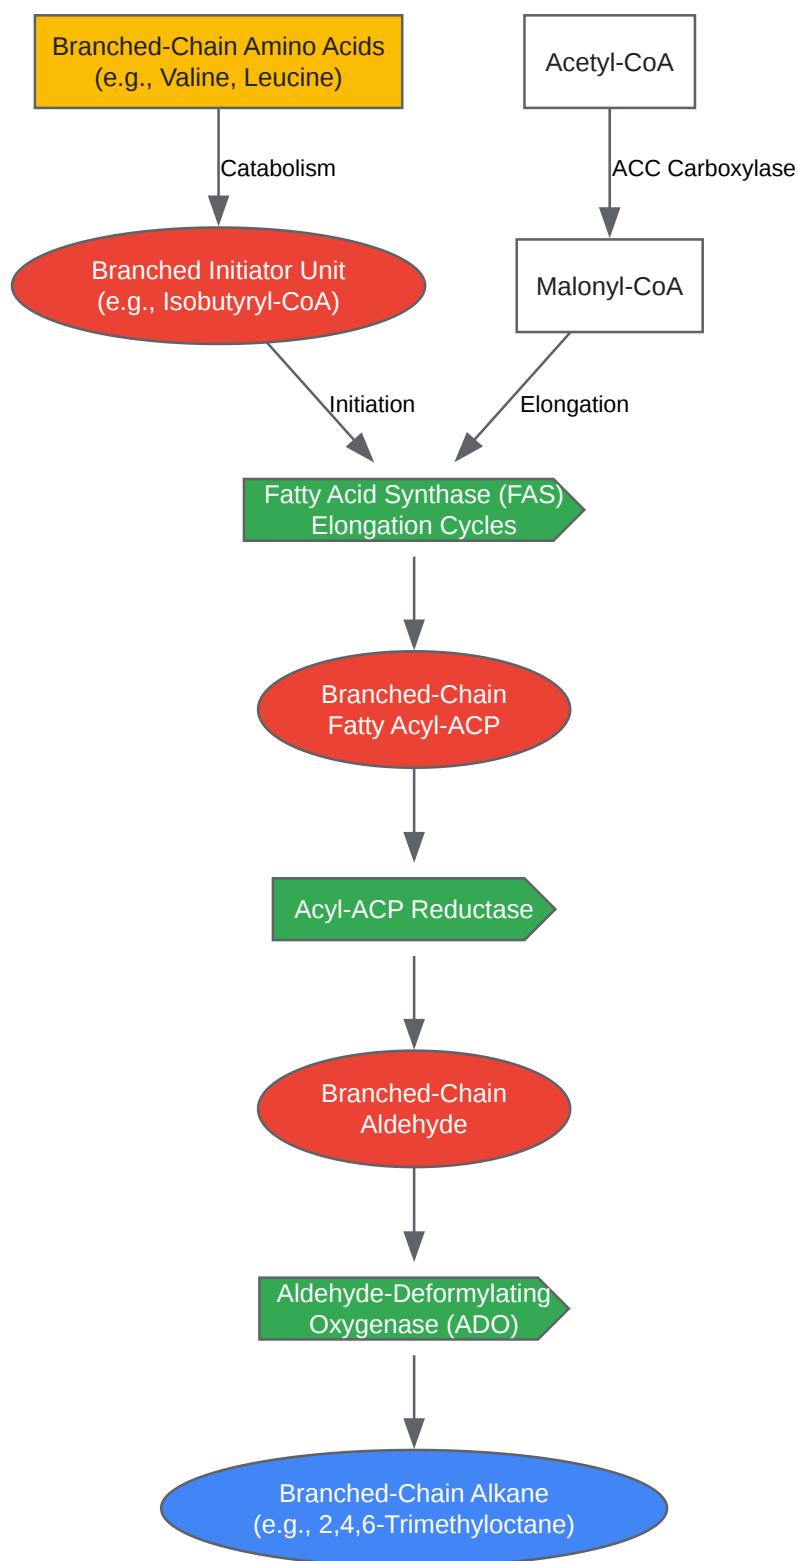 Branched-Chain Amino Acids
(e.g., Valine, Leucine)
Acetyl-CoA
Catabolism
ACC Carboxylase
Branched Initiator Unit
(e.g., Isobutyryl-CoA)
Malonyl-CoA
Initiation
Elongation
Fatty Acid Synthase (FAS)
Elongation Cycles
Branched-Chain
Fatty Acyl-ACP
Acyl-ACP Reductase
Branched-Chain
Aldehyde
Aldehyde-Deformylating
Oxygenase (ADO)
Branched-Chain Alkane
(e.g., 2,4,6-Trimethyloctane)